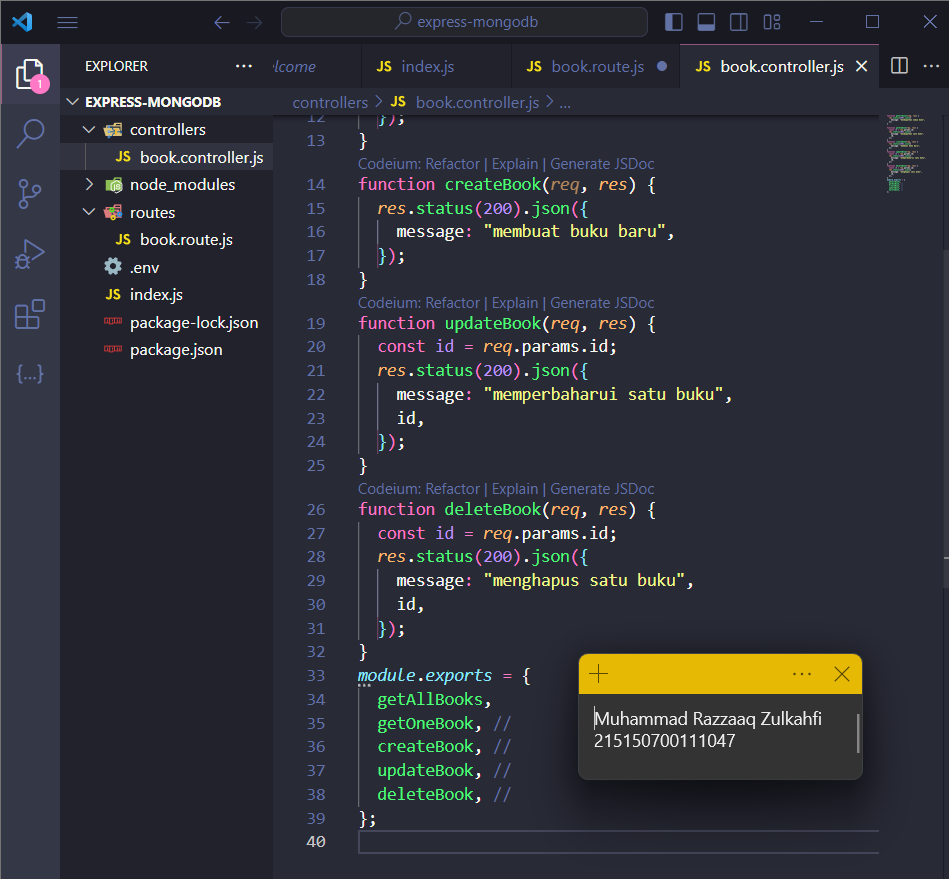 express-mongodb
EXPLORER
lcome
JS index.js
JS book.route.js
JS book.controller.js
1
EXPRESS-MONGODB
controllers
JS book.controller.js
node_modules
routes
JS book.route.js
.env
JS index.js
package-lock.json
package.json
{...}
controllers > JS book.controller.js > ...
12 });
13 }
Codeium: Refactor | Explain | Generate JSDoc
14 function createBook(req, res) {
15 res.status(200).json({
16 message: "membuat buku baru",
17 });
18 }
Codeium: Refactor | Explain | Generate JSDoc
19 function updateBook(req, res) {
20 const id = req.params.id;
21 res.status(200).json({
22 message: "memperbaharui satu buku",
23 id,
24 });
25 }
Codeium: Refactor | Explain | Generate JSDoc
26 function deleteBook(req, res) {
27 const id = req.params.id;
28 res.status(200).json({
29 message: "menghapus satu buku",
30 id,
31 });
32 }
33 module.exports = {
34 getAllBooks,
35 getOneBook, //
36 createBook, //
37 updateBook, //
38 deleteBook, //
39 };
40
Muhammad Razzaaq Zulkahfi
215150700111047